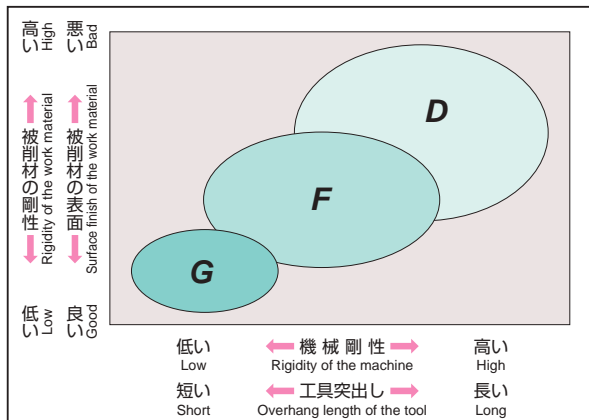 高い
High
悪い
Bad
被削材の剛性
Rigidity of the work material
被削材の表面
Surface finish of the work material
低い
Low
良い
Good
D
F
G
低い
Low
機械剛性
Rigidity of the machine
高い
High
短い
Short
工具突出し
Overhang length of the tool
長い
Long